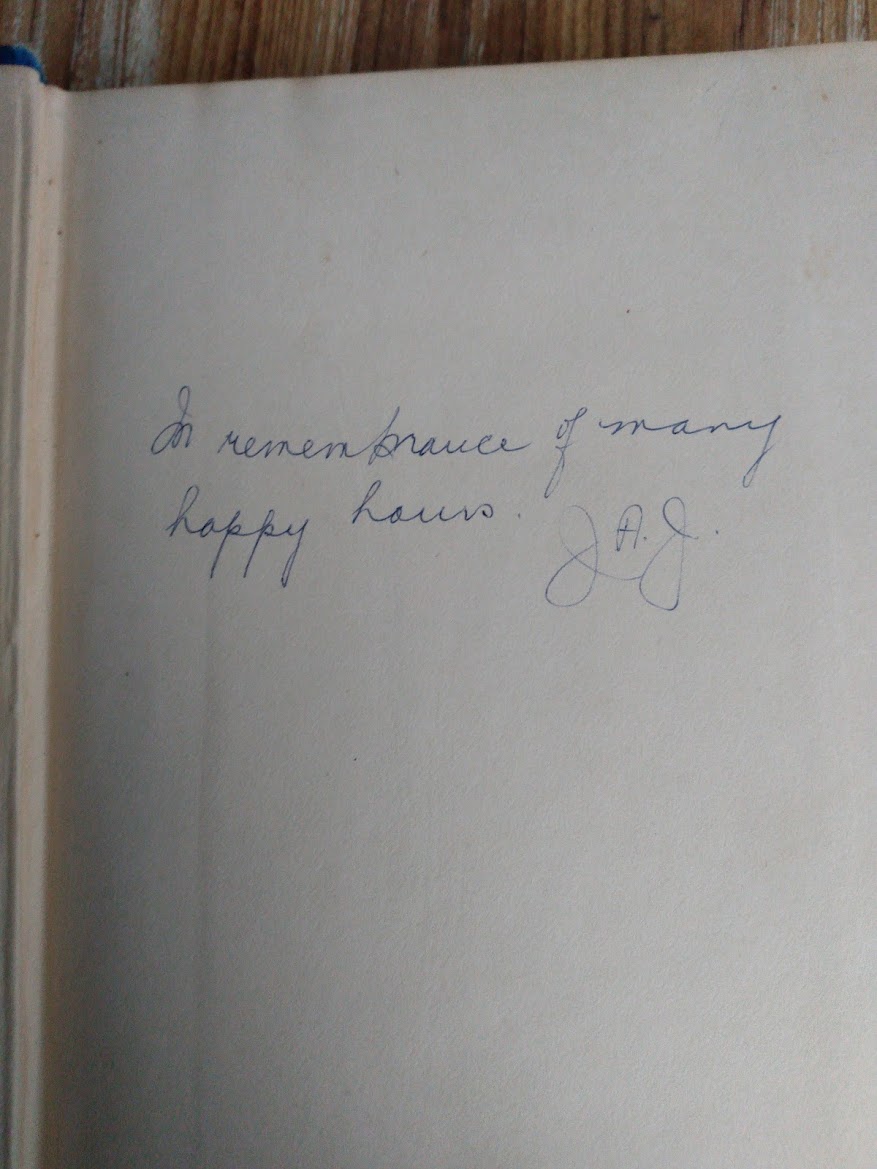 In remembrance of many
happy hours. J.A.J.